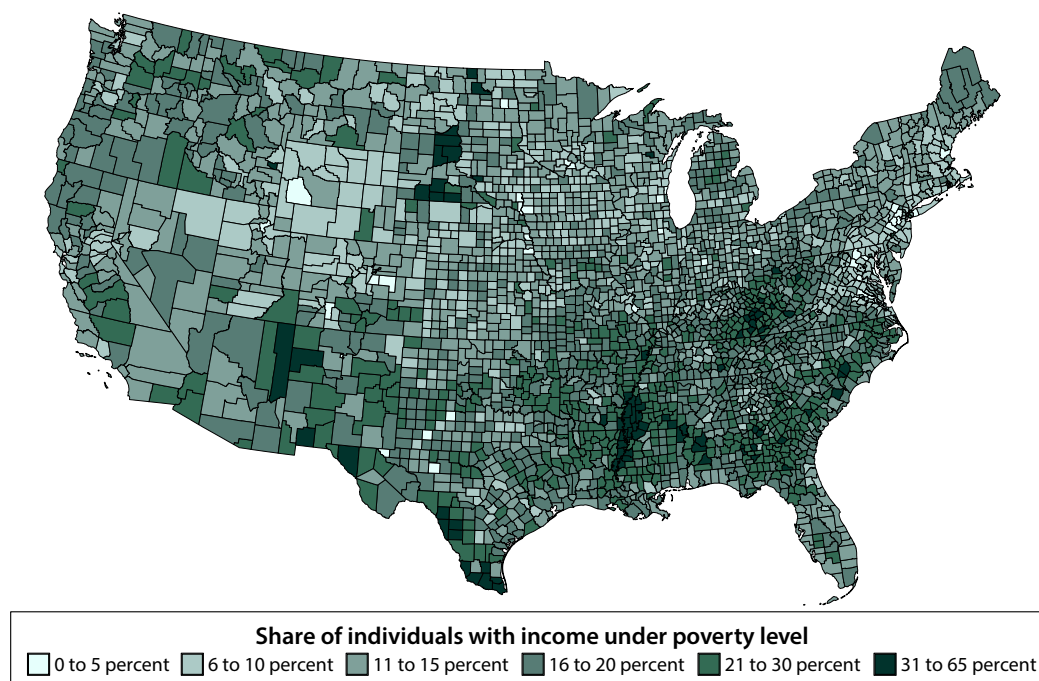 Share of individuals with income under poverty level
0 to 5 percent 6 to 10 percent 11 to 15 percent 16 to 20 percent 21 to 30 percent 31 to 65 percent